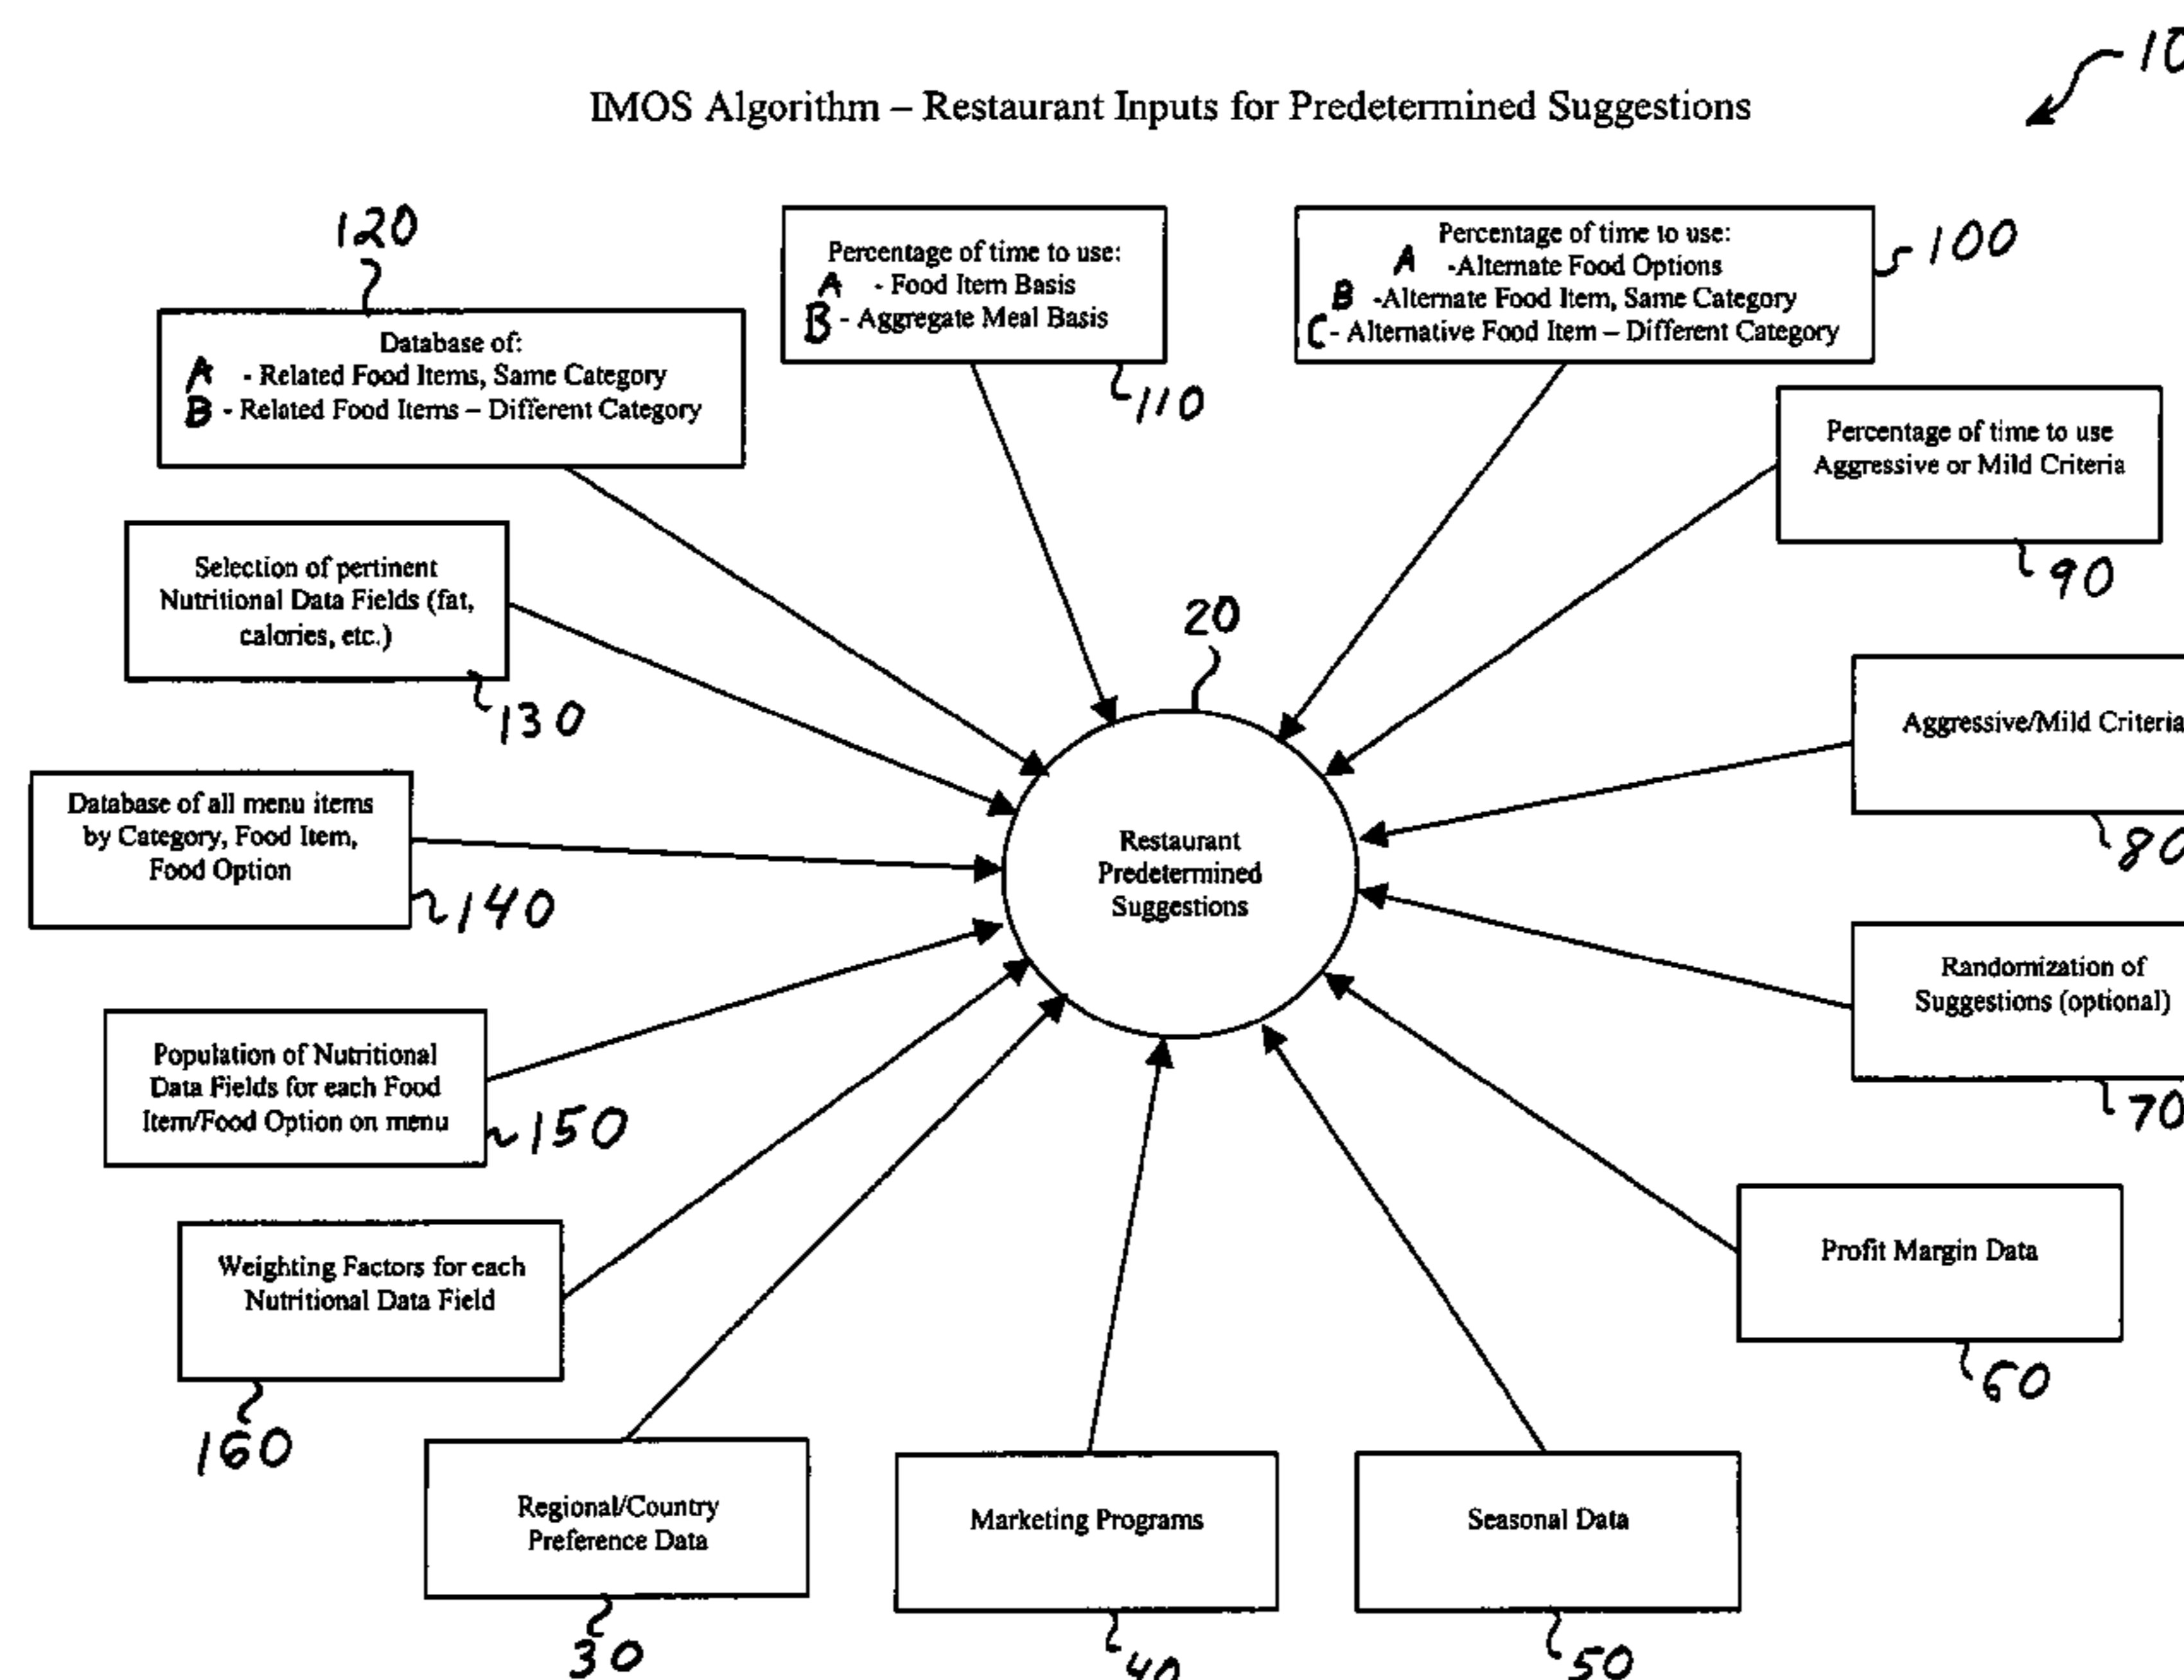 10
IMOS Algorithm – Restaurant Inputs for Predetermined Suggestions
120
Database of:
A - Related Food Items, Same Category
B - Related Food Items – Different Category
Percentage of time to use:
A - Food Item Basis
B - Aggregate Meal Basis
110
Percentage of time to use:
A -Alternate Food Options
B -Alternate Food Item, Same Category
C - Alternative Food Item – Different Category
100
Percentage of time to use
Aggressive or Mild Criteria
90
Selection of pertinent
Nutritional Data Fields (fat,
calories, etc.)
130
20
Restaurant
Predetermined
Suggestions
Aggressive/Mild Criteria
80
Database of all menu items
by Category, Food Item,
Food Option
140
Randomization of
Suggestions (optional)
70
Population of Nutritional
Data Fields for each Food
Item/Food Option on menu
150
Profit Margin Data
60
Weighting Factors for each
Nutritional Data Field
160
Regional/Country
Preference Data
30
Marketing Programs
40
Seasonal Data
50